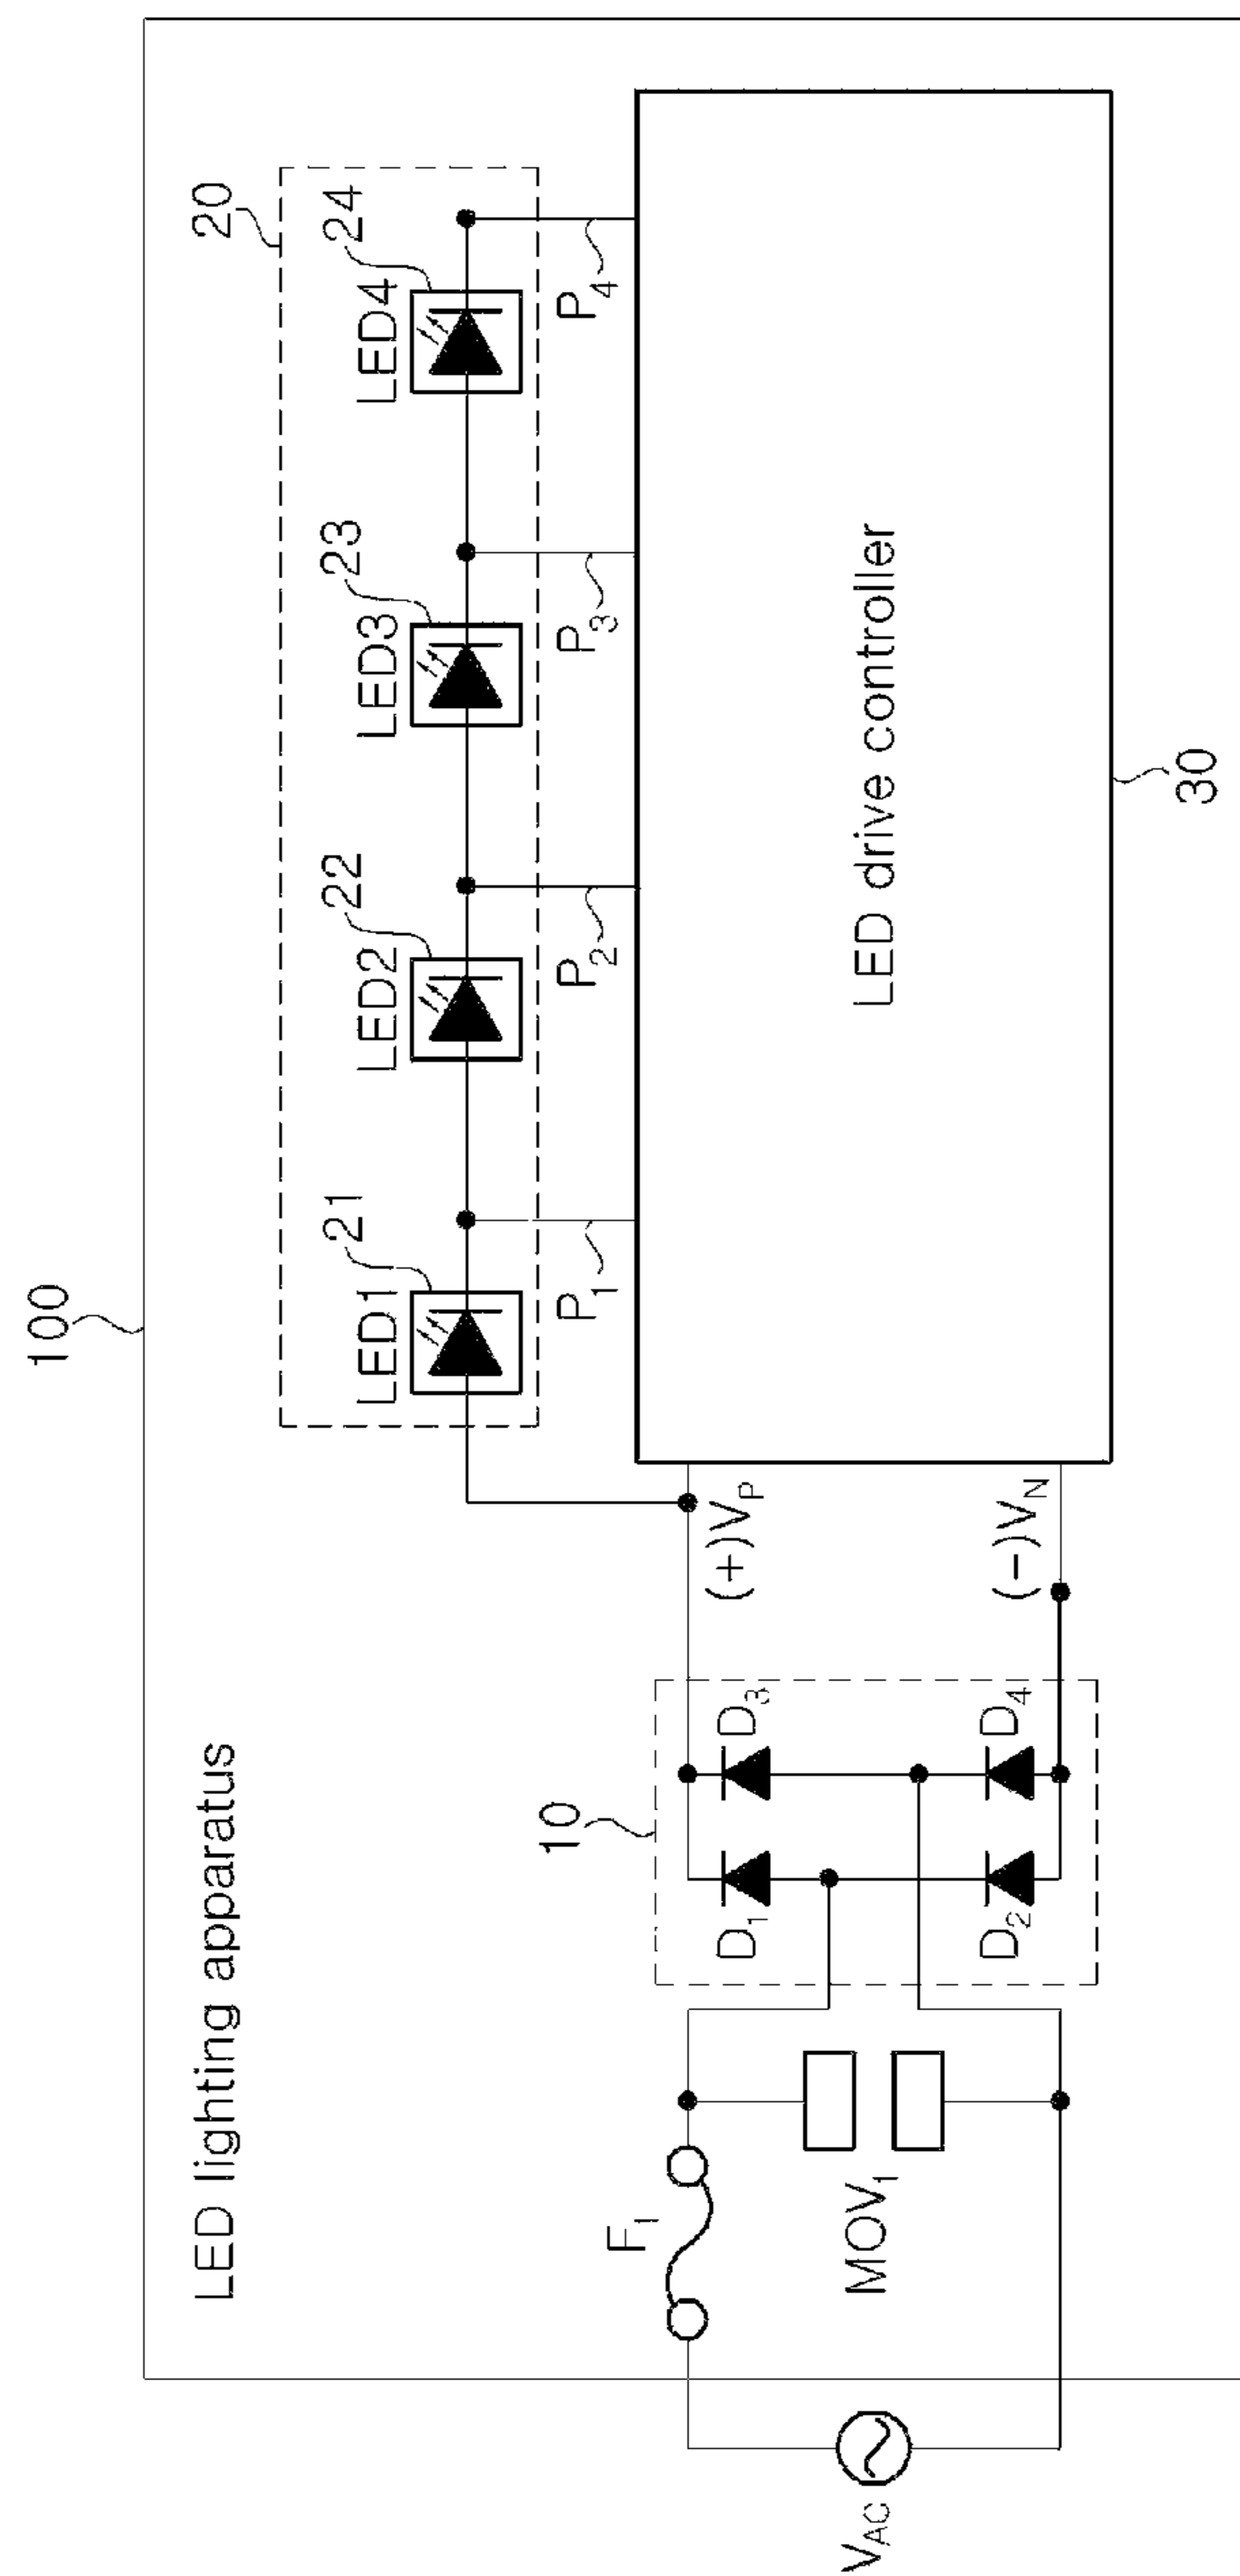 100
LED lighting apparatus
20
LED1
21
LED2
22
LED3
23
LED4
24
P1
P2
P3
P4
F1
10
D1
D3
(+)VP
VAC
MOV1
LED drive controller
D2
D4
(-)VN
30